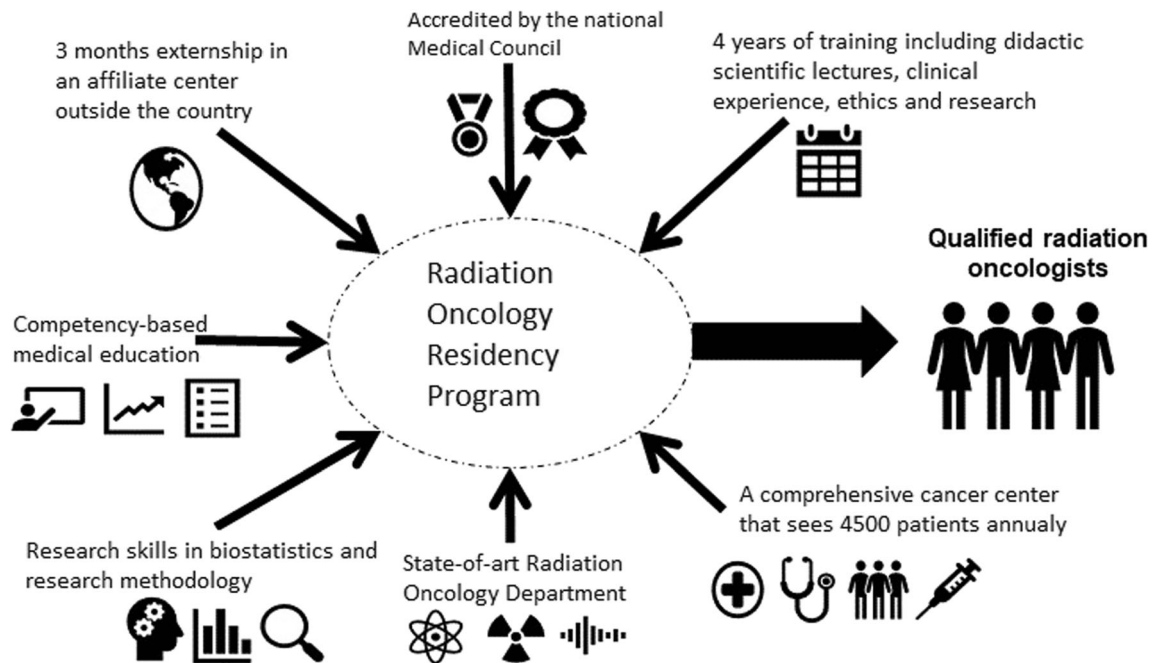 3 months externship in
an affiliate center
outside the country
Accredited by the national
Medical Council
4 years of training including didactic
scientific lectures, clinical
experience, ethics and research
Radiation
Oncology
Residency
Program
Qualified radiation
oncologists
Competency-based
medical education
Research skills in biostatistics and
research methodology
State-of-art Radiation
Oncology Department
A comprehensive cancer center
that sees 4500 patients annualy